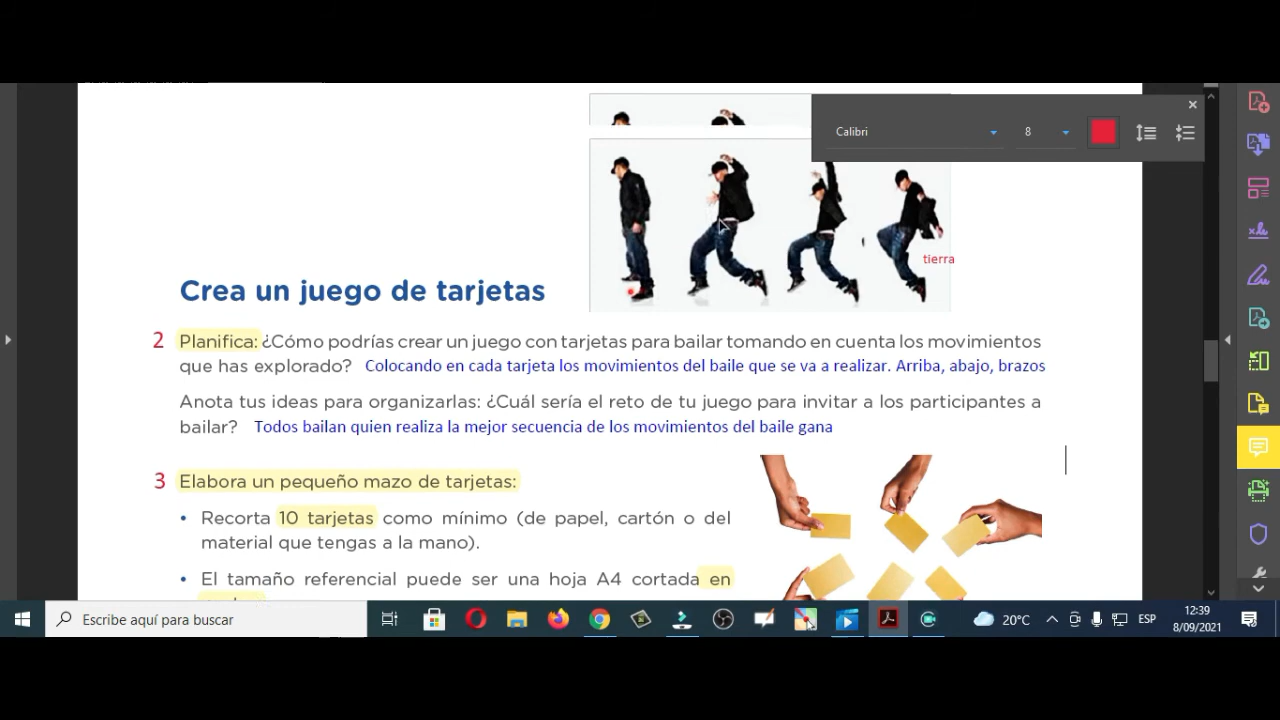 Calibri
8
tierra
Crea un juego de tarjetas
2 Planifica: ¿Cómo podrías crear un juego con tarjetas para bailar tomando en cuenta los movimientos
que has explorado? Colocando en cada tarjeta los movimientos del baile que se va a realizar. Arriba, abajo, brazos
Anota tus ideas para organizarlas: ¿Cuál sería el reto de tu juego para invitar a los participantes a
bailar? Todos bailan quien realiza la mejor secuencia de los movimientos del baile gana
3 Elabora un pequeño mazo de tarjetas:
• Recorta 10 tarjetas como mínimo (de papel, cartón o del
material que tengas a la mano).
• El tamaño referencial puede ser una hoja A4 cortada en
Escribe aquí para buscar
20°C
ESP
12:39
8/09/2021